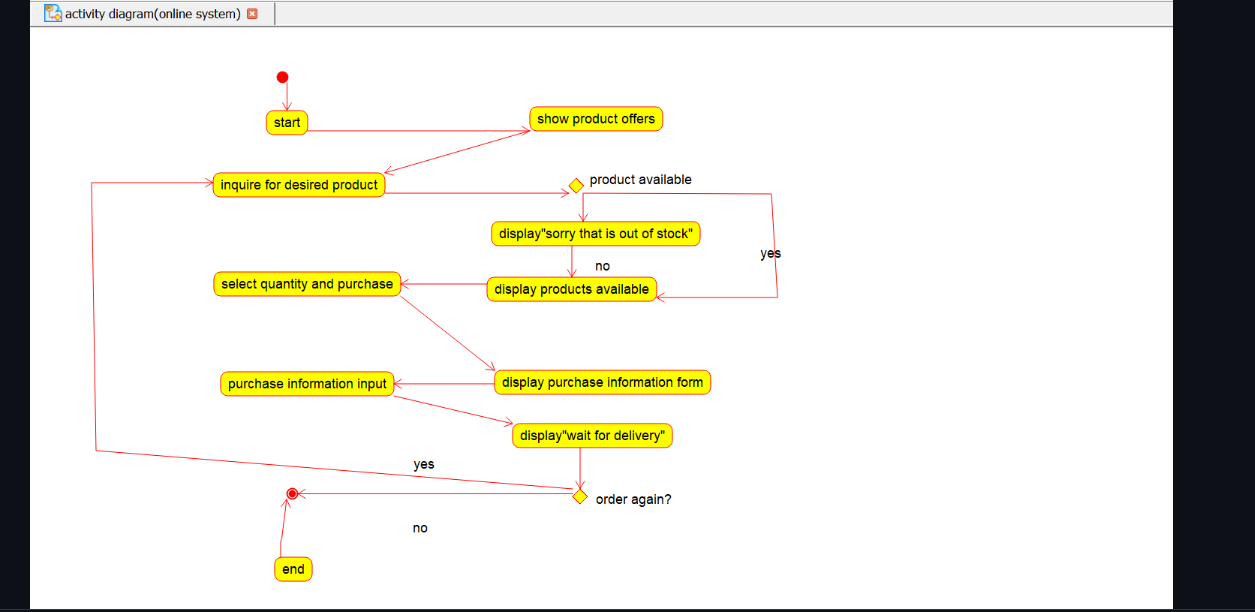 activity diagram(online system)
start
show product offers
inquire for desired product
product available
display"sorry that is out of stock"
yes
no
select quantity and purchase
display products available
purchase information input
display purchase information form
display"wait for delivery"
yes
order again?
no
end